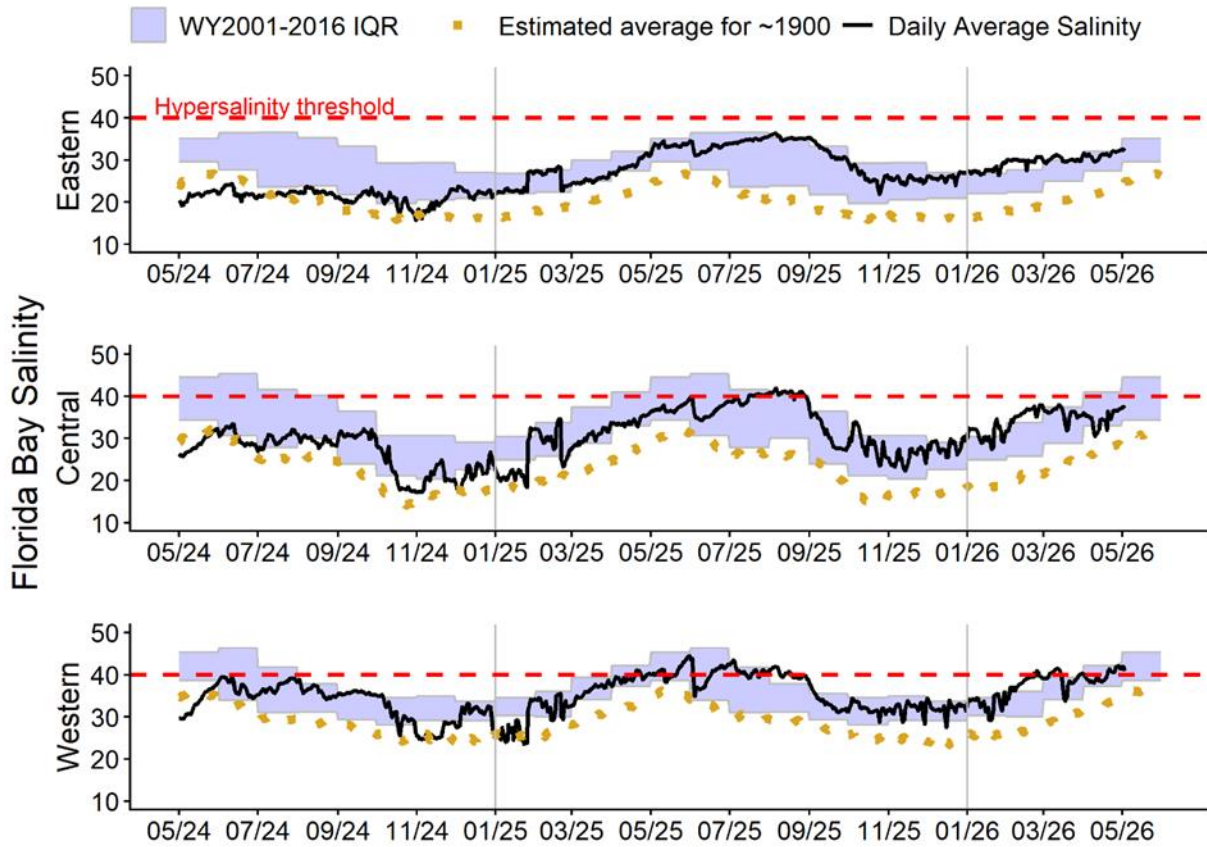 WY2001-2016 IQR Estimated average for ~1900 Daily Average Salinity
Florida Bay Salinity
Eastern
Hypersalinity threshold
50
40
30
20
10
05/24 07/24 09/24 11/24 01/25 03/25 05/25 07/25 09/25 11/25 01/26 03/26 05/26
Central
50
40
30
20
10
05/24 07/24 09/24 11/24 01/25 03/25 05/25 07/25 09/25 11/25 01/26 03/26 05/26
Western
50
40
30
20
10
05/24 07/24 09/24 11/24 01/25 03/25 05/25 07/25 09/25 11/25 01/26 03/26 05/26